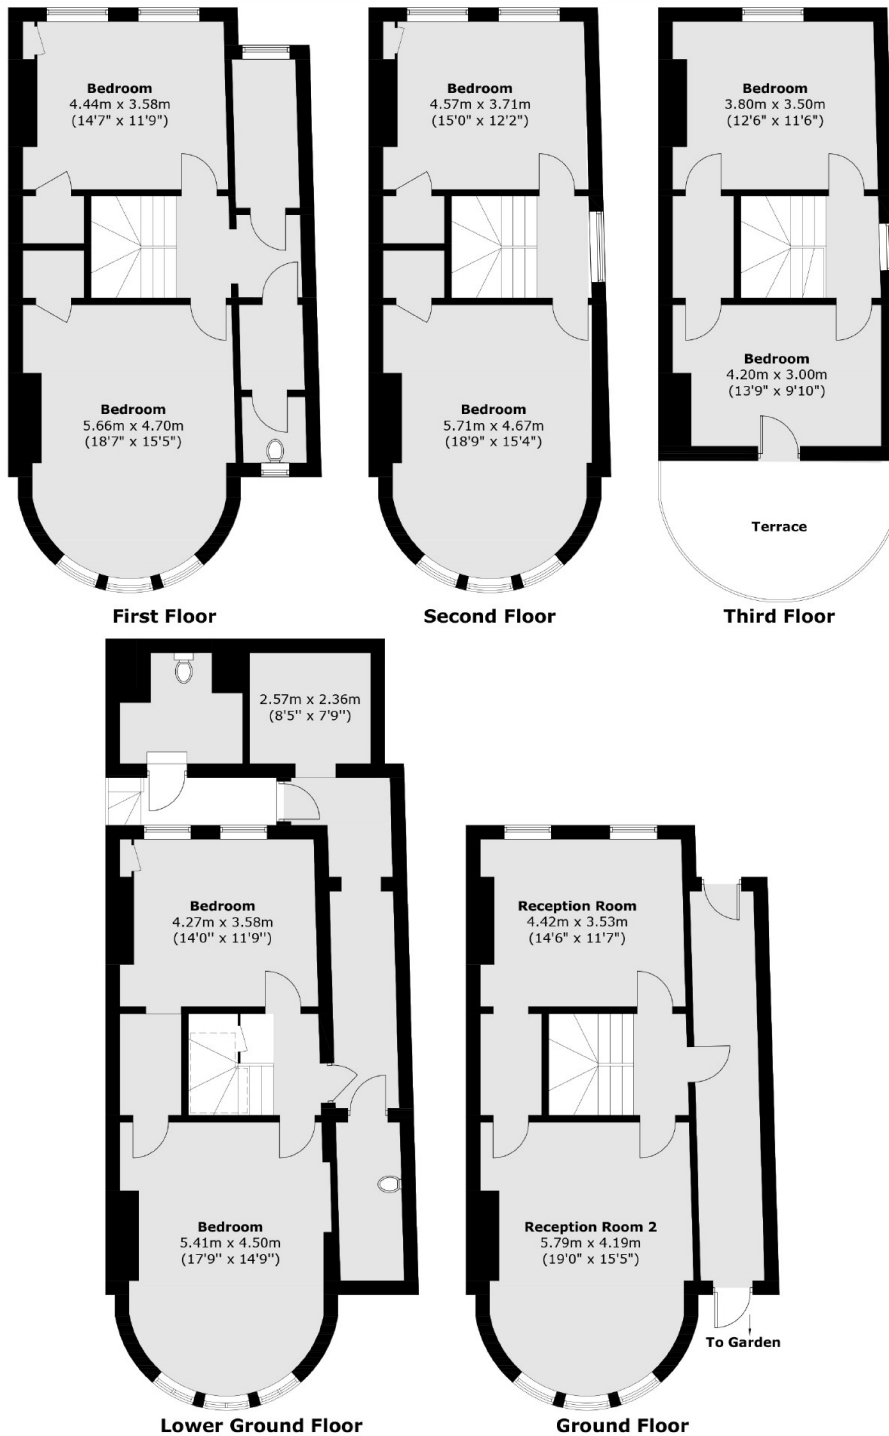 Bedroom
4.44m x 3.58m
(14'7" x 11'9")
Bedroom
5.66m x 4.70m
(18'7" x 15'5")
First Floor
Bedroom
4.57m x 3.71m
(15'0" x 12'2")
Bedroom
5.71m x 4.67m
(18'9" x 15'4")
Second Floor
Bedroom
3.80m x 3.50m
(12'6" x 11'6")
Bedroom
4.20m x 3.00m
(13'9" x 9'10")
Terrace
Third Floor
2.57m x 2.36m
(8'5'' x 7'9'')
Bedroom
4.27m x 3.58m
(14'0'' x 11'9'')
Bedroom
5.41m x 4.50m
(17'9'' x 14'9'')
Lower Ground Floor
Reception Room
4.42m x 3.53m
(14'6" x 11'7")
Reception Room 2
5.79m x 4.19m
(19'0" x 15'5")
To Garden
Ground Floor